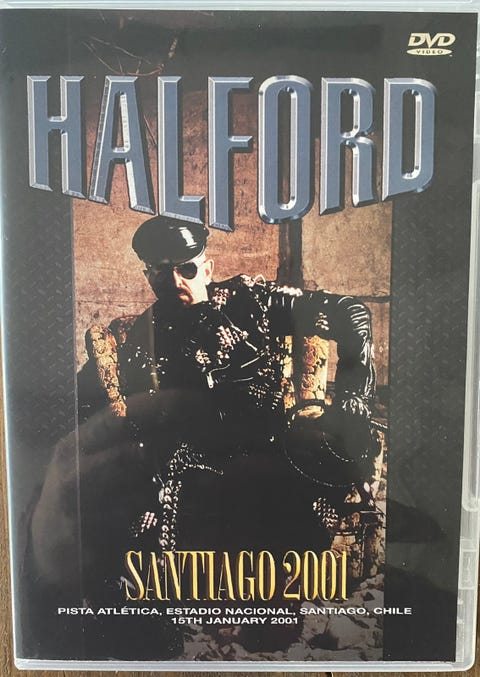 DVD
VIDEO
HALFORD
SANTIAGO 2001
PISTA ATLÉTICA, ESTADIO NACIONAL, SANTIAGO, CHILE
15TH JANUARY 2001